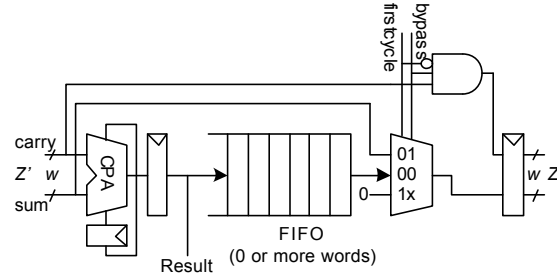 firstcycle
bypass
carry
Z' w
sum
CPA
01
00
1x
0
w Z
FIFO
(0 or more words)
Result